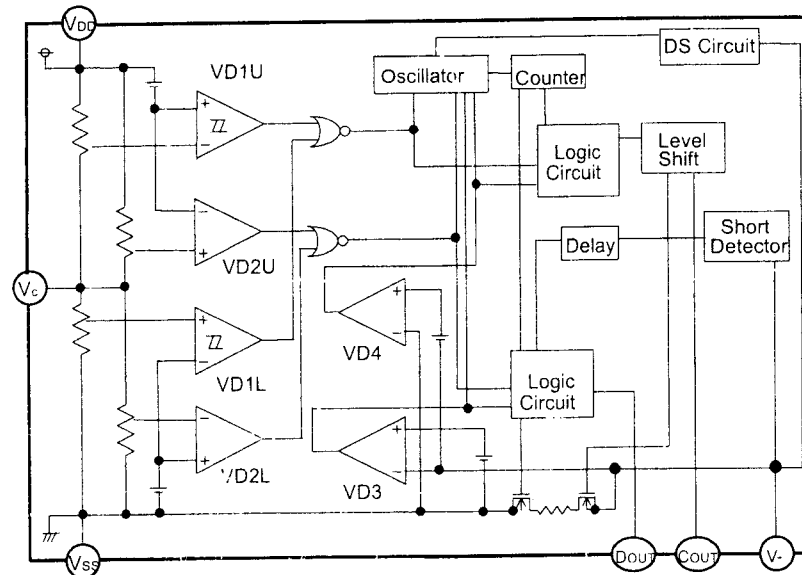 VDD
VD1U
Oscillator
Counter
DS Circuit
+
−
Logic
Circuit
Level
Shift
−
+
VD2U
Delay
Short
Detector
Vc
+
−
VD1L
+
−
VD4
Logic
Circuit
−
+
VD2L
+
−
VD3
VSS
DOUT
COUT
V-